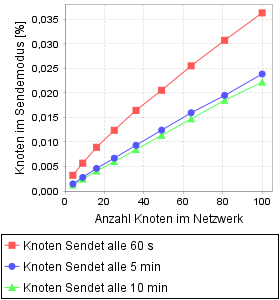 Knoten im Sendemodus [%]
0,035
0,030
0,025
0,020
0,015
0,010
0,005
0,000
0 20 40 60 80 100
Anzahl Knoten im Netzwerk
Knoten Sendet alle 60 s
Knoten Sendet alle 5 min
Knoten Sendet alle 10 min